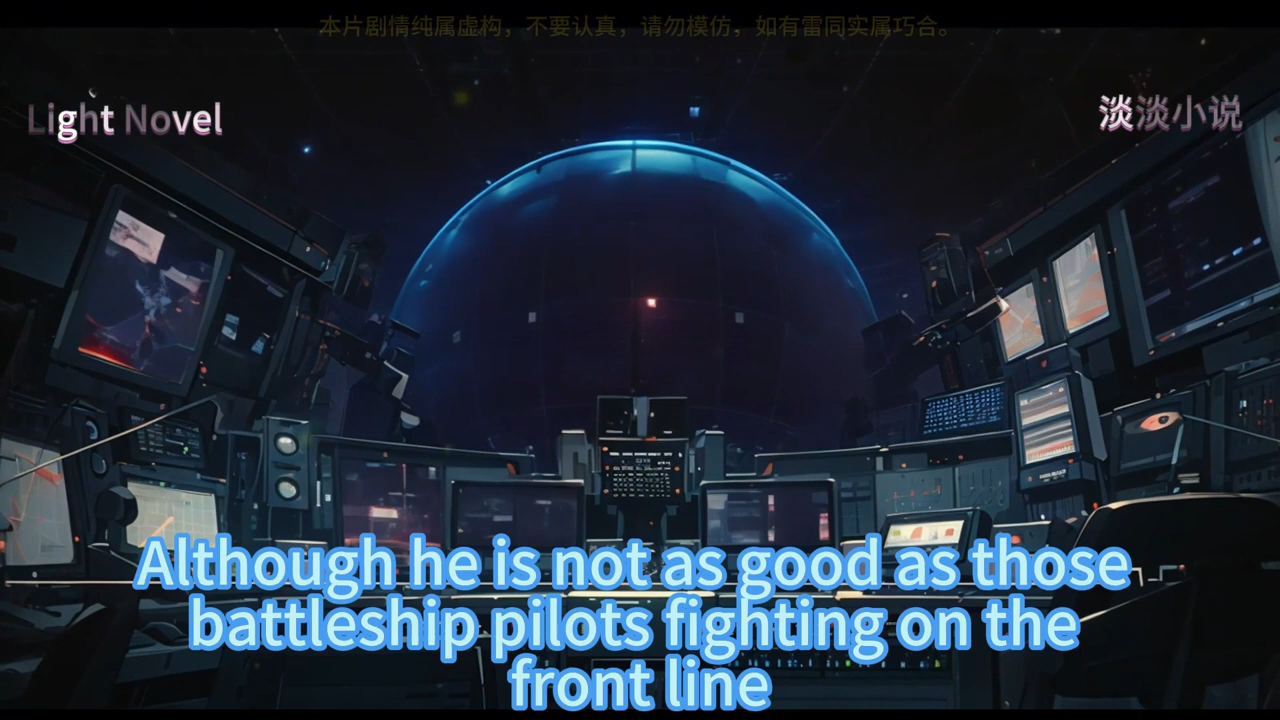 本片剧情纯属虚构，不要认真，请勿模仿，如有雷同实属巧合。
Light Novel
淡淡小说
Although he is not as good as those
battleship pilots fighting on the
front line